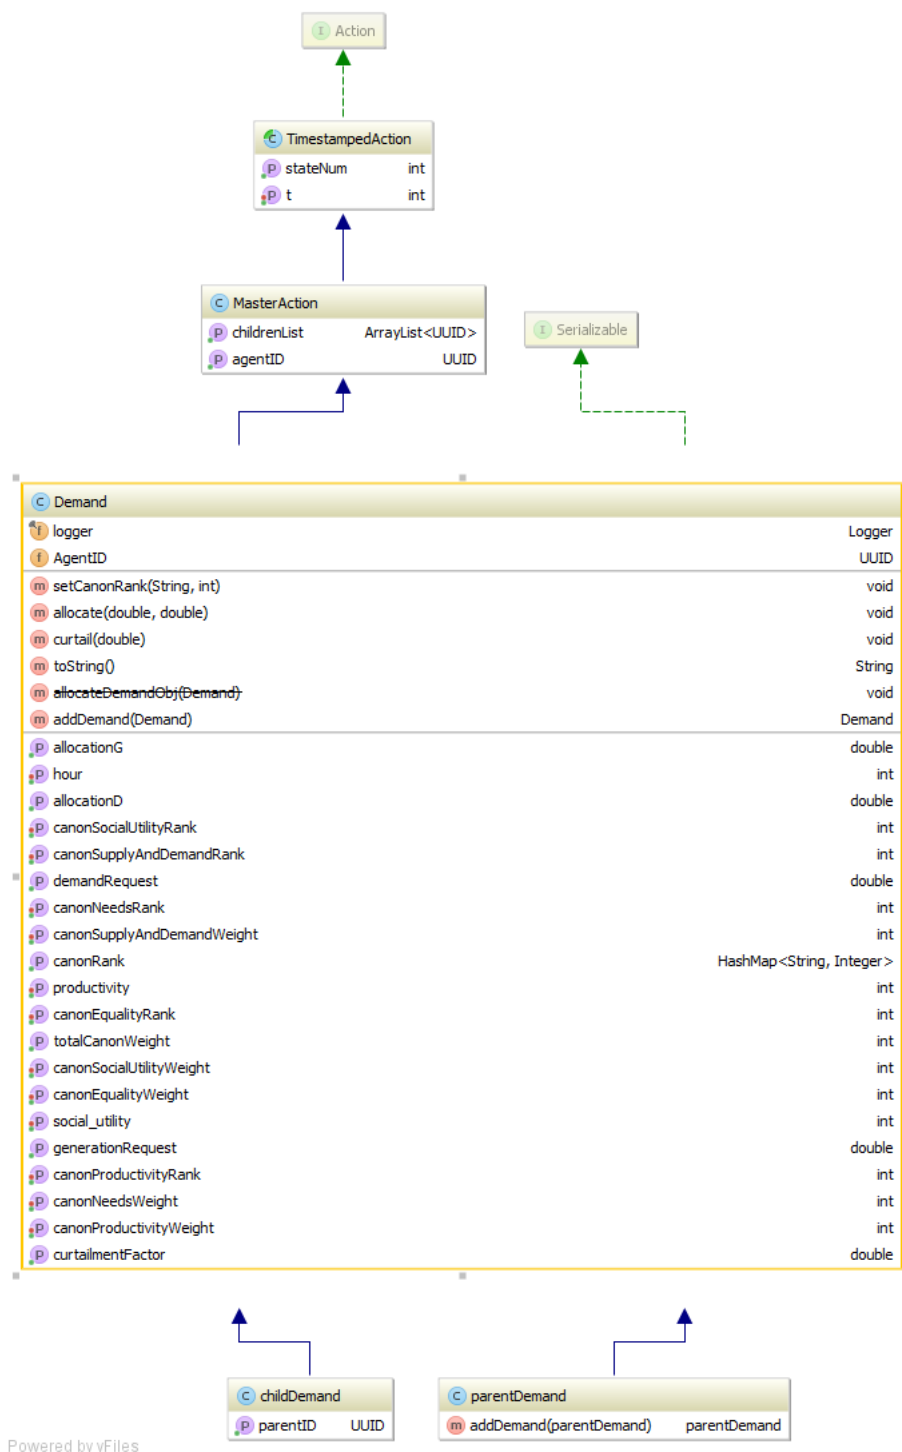 I Action
C TimestampedAction
P stateNum int
P t int
C MasterAction
P childrenList ArrayList<UUID>
P agentID UUID
I Serializable
C Demand
f logger Logger
f AgentID UUID
m setCanonRank(String, int) void
m allocate(double, double) void
m curtail(double) void
m toString() String
m allocateDemandObj(Demand) void
m addDemand(Demand) Demand
P allocationG double
P hour int
P allocationD double
P canonSocialUtilityRank int
P canonSupplyAndDemandRank int
P demandRequest double
P canonNeedsRank int
P canonSupplyAndDemandWeight int
P canonRank HashMap<String, Integer>
P productivity int
P canonEqualityRank int
P totalCanonWeight int
P canonSocialUtilityWeight int
P canonEqualityWeight int
P social_utility int
P generationRequest double
P canonProductivityRank int
P canonNeedsWeight int
P canonProductivityWeight int
P curtailmentFactor double
C childDemand
P parentID UUID
C parentDemand
m addDemand(parentDemand) parentDemand
Powered by yFiles